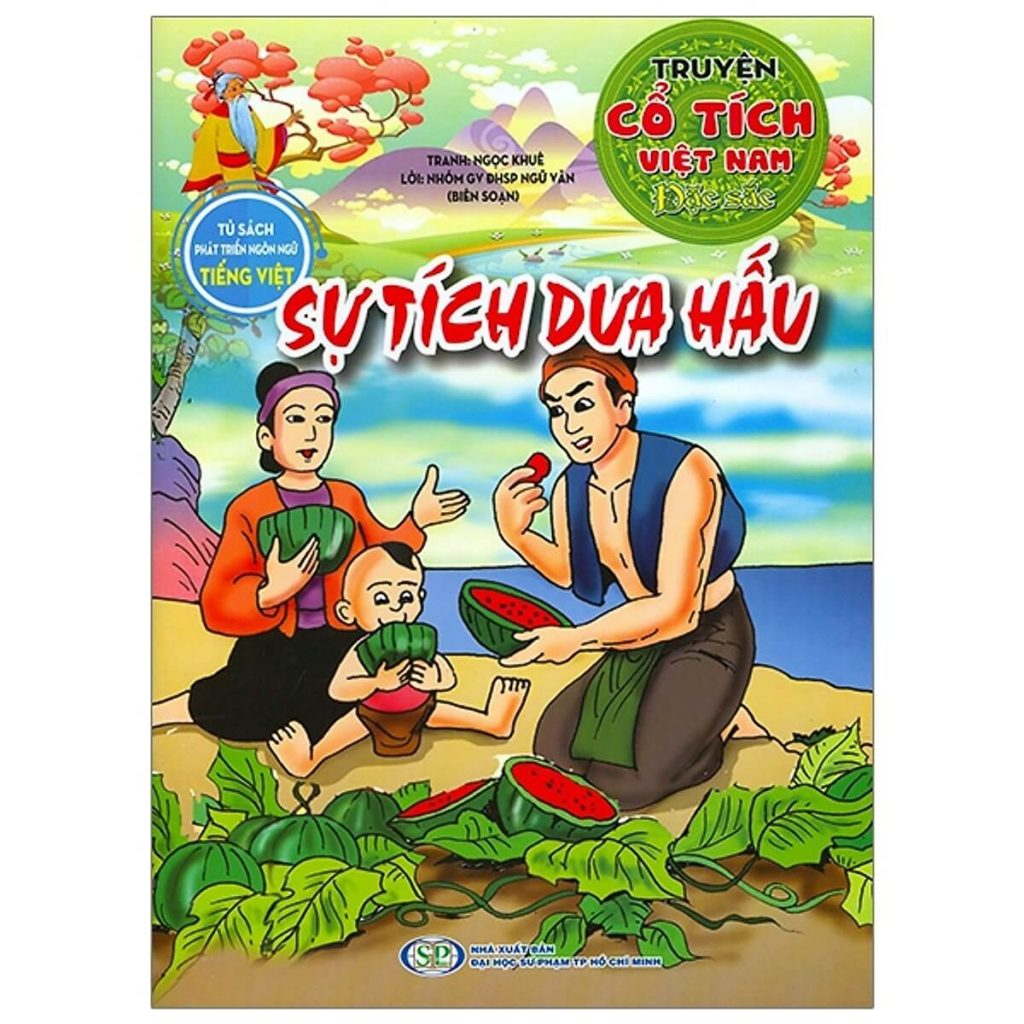 TRUYỆN
CỔ TÍCH
VIỆT NAM
Đặc sắc
TRANH: NGỌC KHUÊ
LỜI: NHÓM GV ĐHSP NGỮ VĂN
(BIÊN SOẠN)
TỦ SÁCH
PHÁT TRIỂN NGÔN NGỮ
TIẾNG VIỆT
SỰ TÍCH DƯA HẤU
SP
NHÀ XUẤT BẢN
ĐẠI HỌC SƯ PHẠM TP HỒ CHÍ MINH